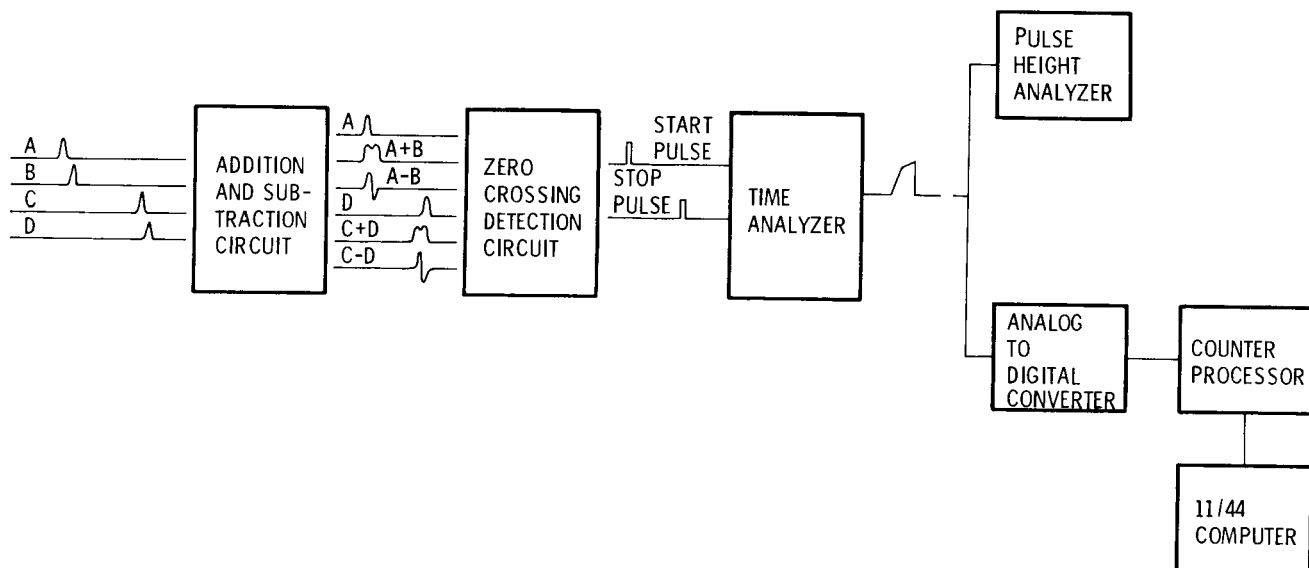 A
B
C
D
ADDITION
AND SUB-
TRACTION
CIRCUIT
A
A+B
A-B
D
C+D
C-D
ZERO
CROSSING
DETECTION
CIRCUIT
START
PULSE
STOP
PULSE
TIME
ANALYZER
PULSE
HEIGHT
ANALYZER
ANALOG
TO
DIGITAL
CONVERTER
COUNTER
PROCESSOR
11/44
COMPUTER